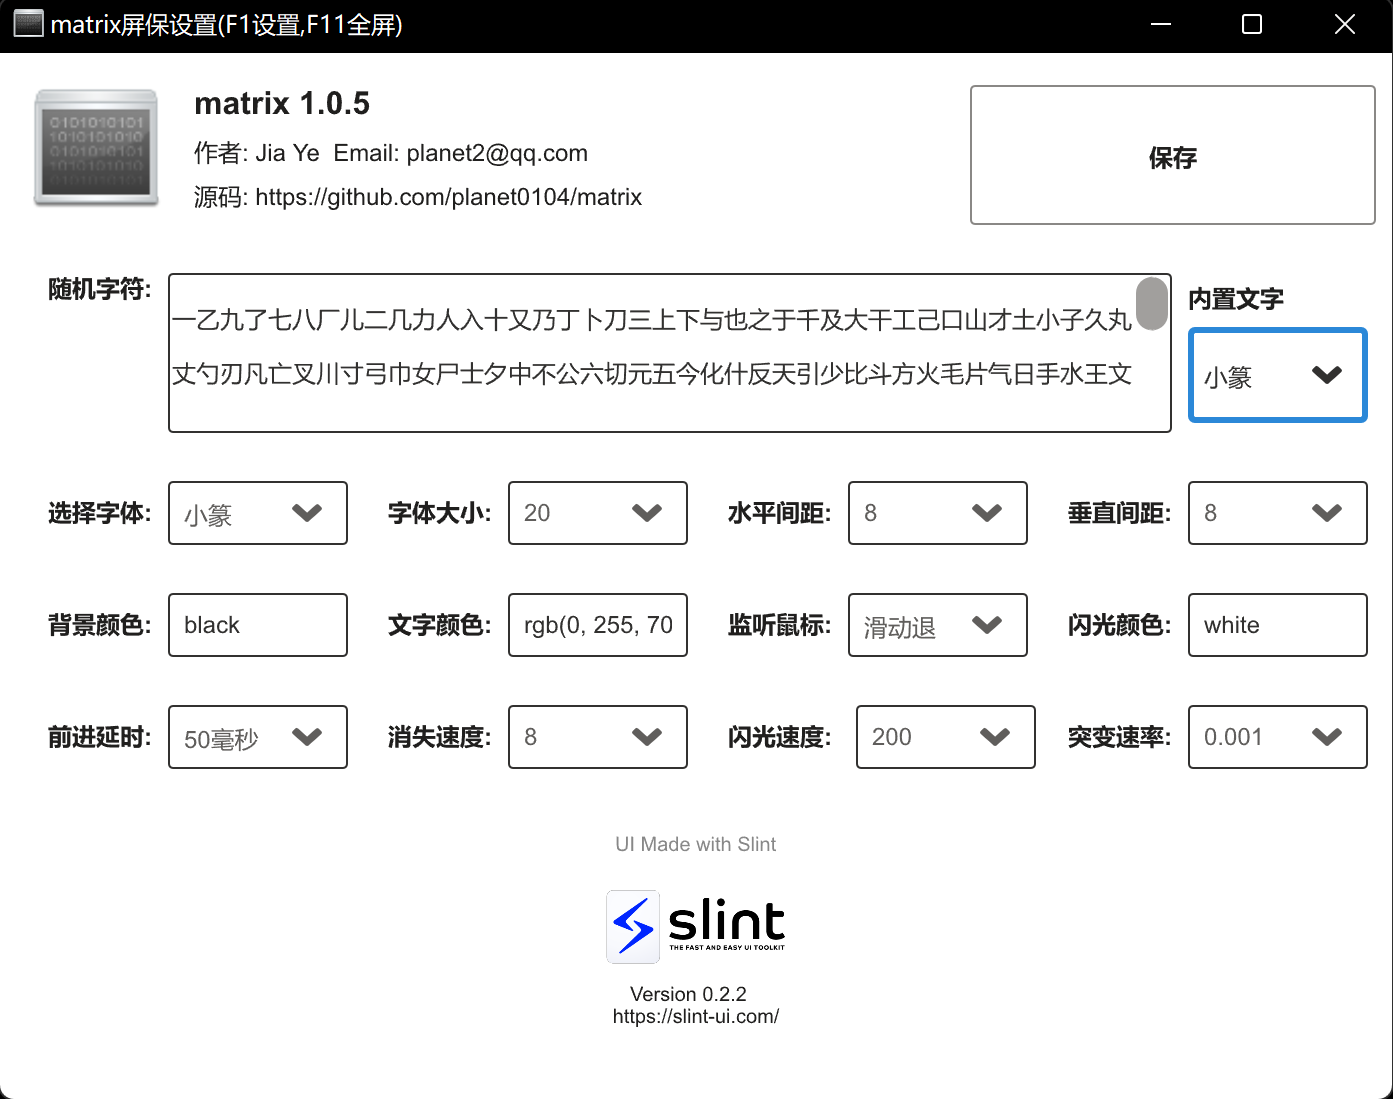 matrix屏保设置(F1设置,F11全屏)
matrix 1.0.5
作者: Jia Ye  Email: planet2@qq.com
源码: https://github.com/planet0104/matrix
保存
随机字符:
一乙九了七八厂儿二几力人入十又乃丁卜刀三上下与也之于千及大干工己口山才土小子久丸
丈勺刃凡亡叉川寸弓巾女尸士夕中不公六切元五今化什反天引少比斗方火毛片气日手水王文
内置文字
小篆
选择字体: 小篆 字体大小: 20 水平间距: 8 垂直间距: 8
背景颜色: black 文字颜色: rgb(0, 255, 70 监听鼠标: 滑动退 闪光颜色: white
前进延时: 50毫秒 消失速度: 8 闪光速度: 200 突变速率: 0.001
UI Made with Slint
slint
THE FAST AND EASY UI TOOLKIT
Version 0.2.2
https://slint-ui.com/